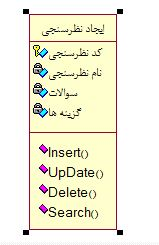 ایجاد نظرسنجی
کد نظرسنجی
نام نظرسنجی
سوالات
گزینه ها
Insert()
UpDate()
Delete()
Search()